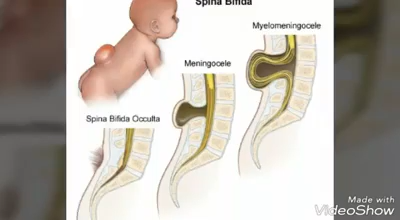 Spina Bifida
Myelomeningocele
Meningocele
Spina Bifida Occulta
Made with
VideoShow